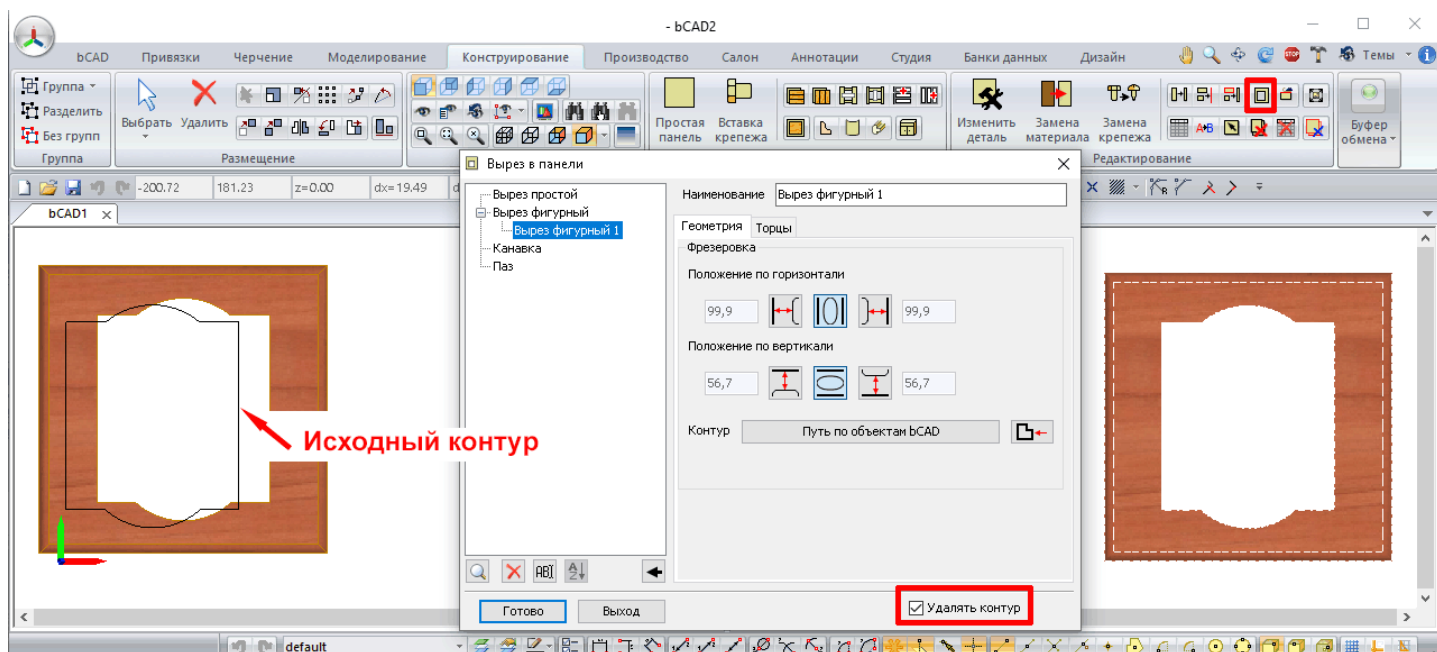 - bCAD2
bCAD Привязки Черчение Моделирование Конструирование Производство Салон Аннотации Студия Банки данных Дизайн STOP Темы
Группа
Разделить
Без групп
Выбрать Удалить
Простая панель
Вставка крепежа
Изменить деталь
Замена материала
Замена крепежа
Буфер обмена
Группа Размещение Редактирование
-200.72 181.23 z=0.00 dx=19.49
bCAD1
Вырез в панели
Вырез простой
Вырез фигурный
Вырез фигурный 1
Канавка
Паз
Наименование Вырез фигурный 1
Геометрия Торцы
Фрезеровка
Положение по горизонтали
99,9 99,9
Положение по вертикали
56,7 56,7
Контур Путь по объектам bCAD
Исходный контур
Готово Выход Удалять контур
default